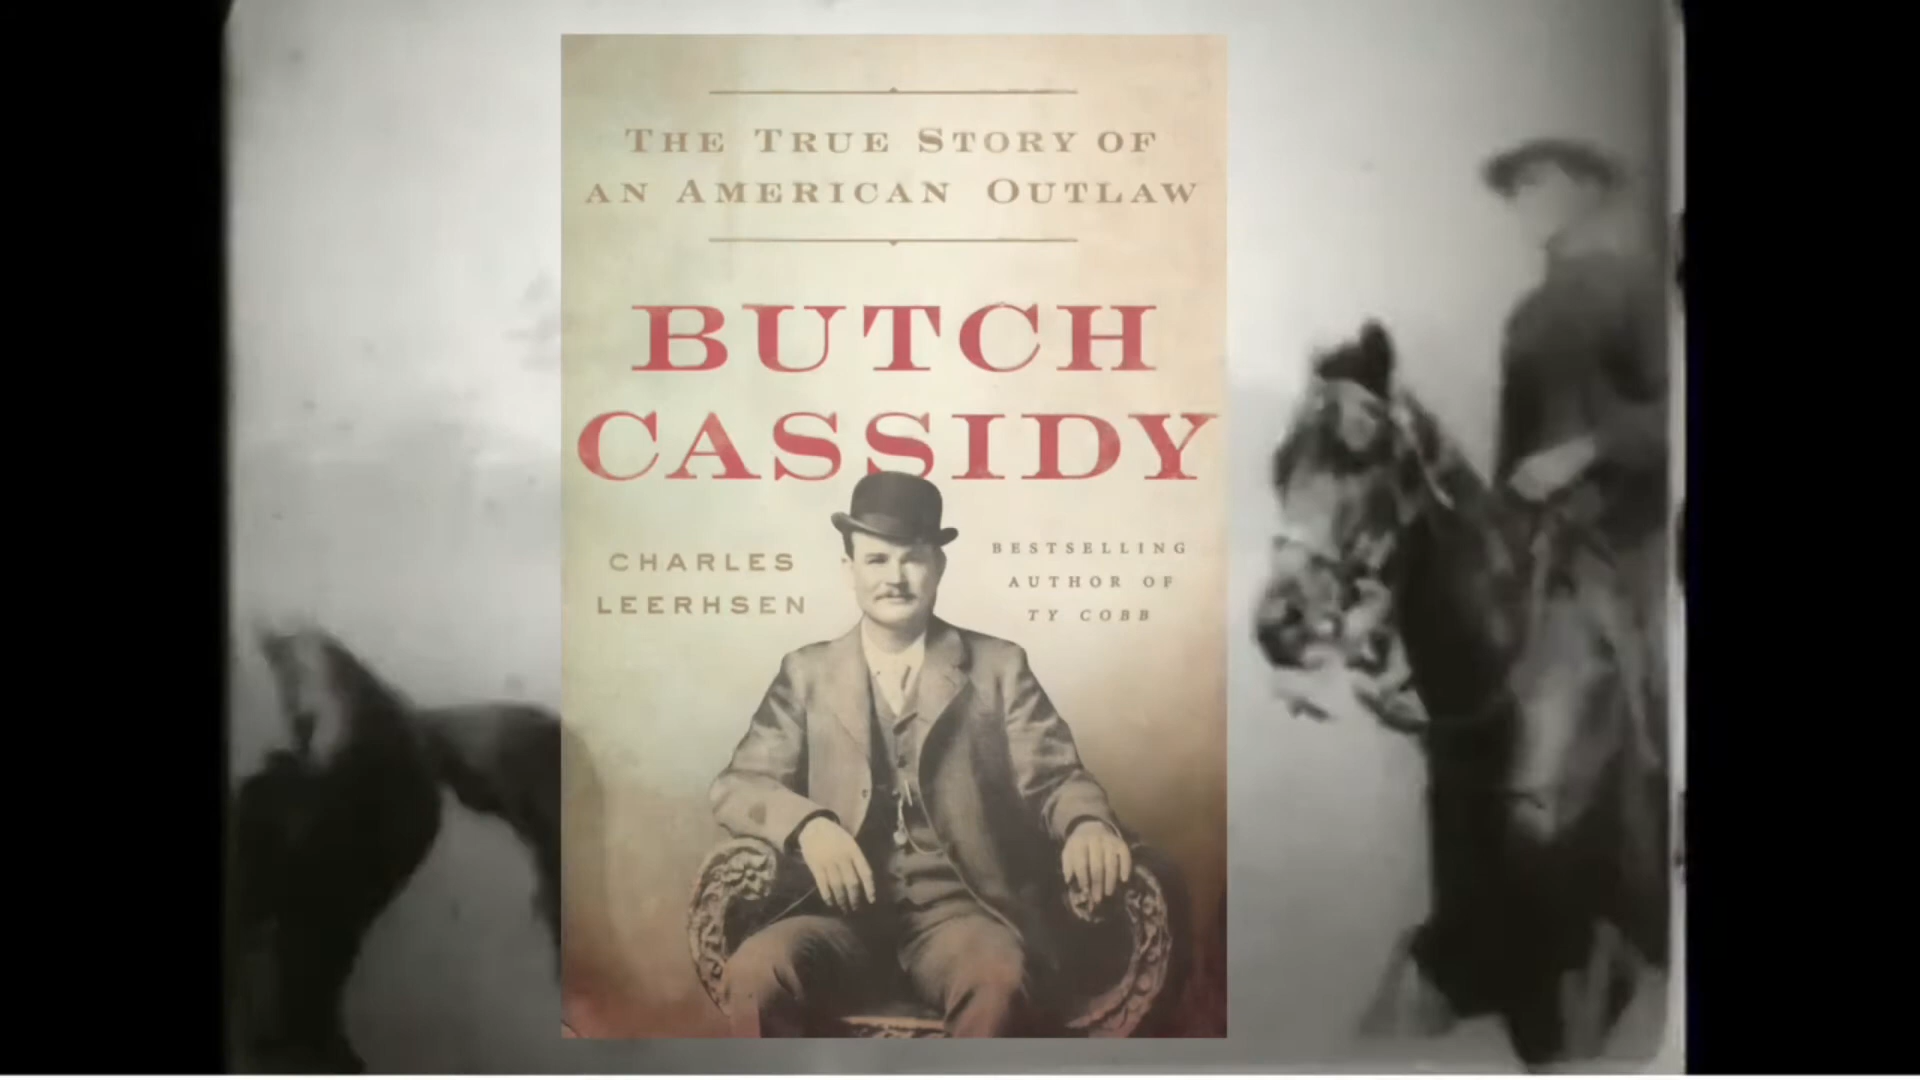 THE TRUE STORY OF
AN AMERICAN OUTLAW
BUTCH
CASSIDY
CHARLES
LEERHSEN
BESTSELLING
AUTHOR OF
TY COBB